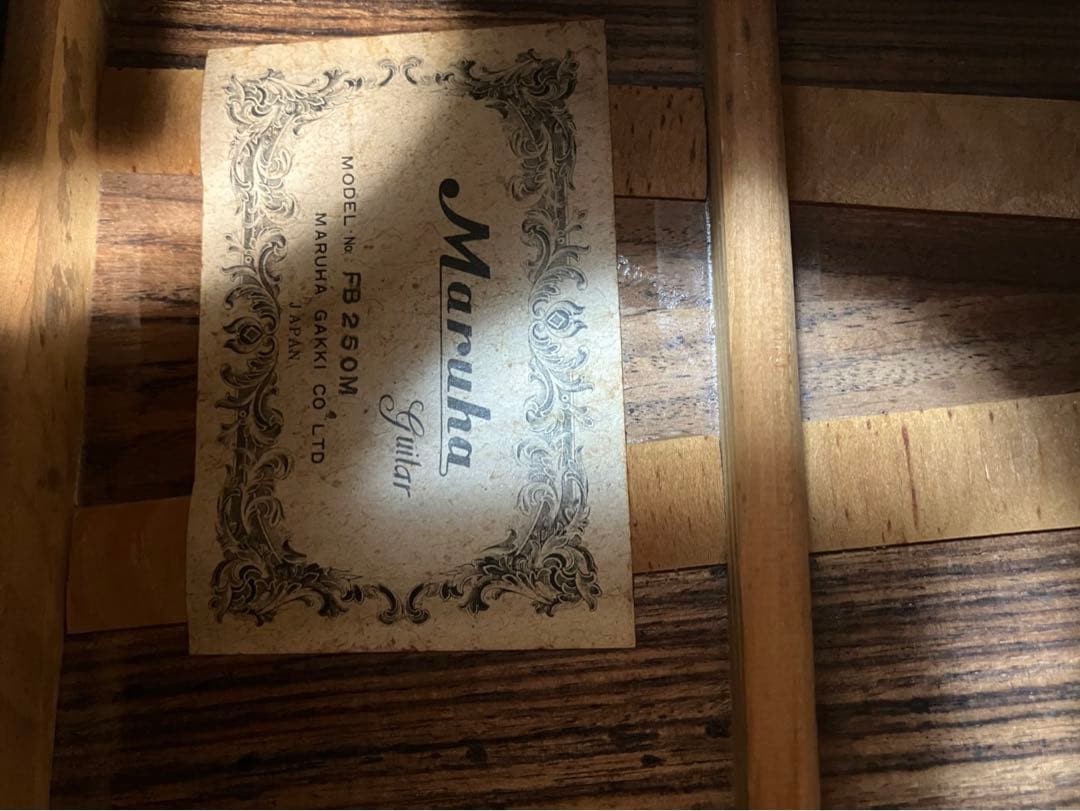 Maruha
Guitar
MODEL·No. FB250M
MARUHA GAKKI CO LTD
JAPAN